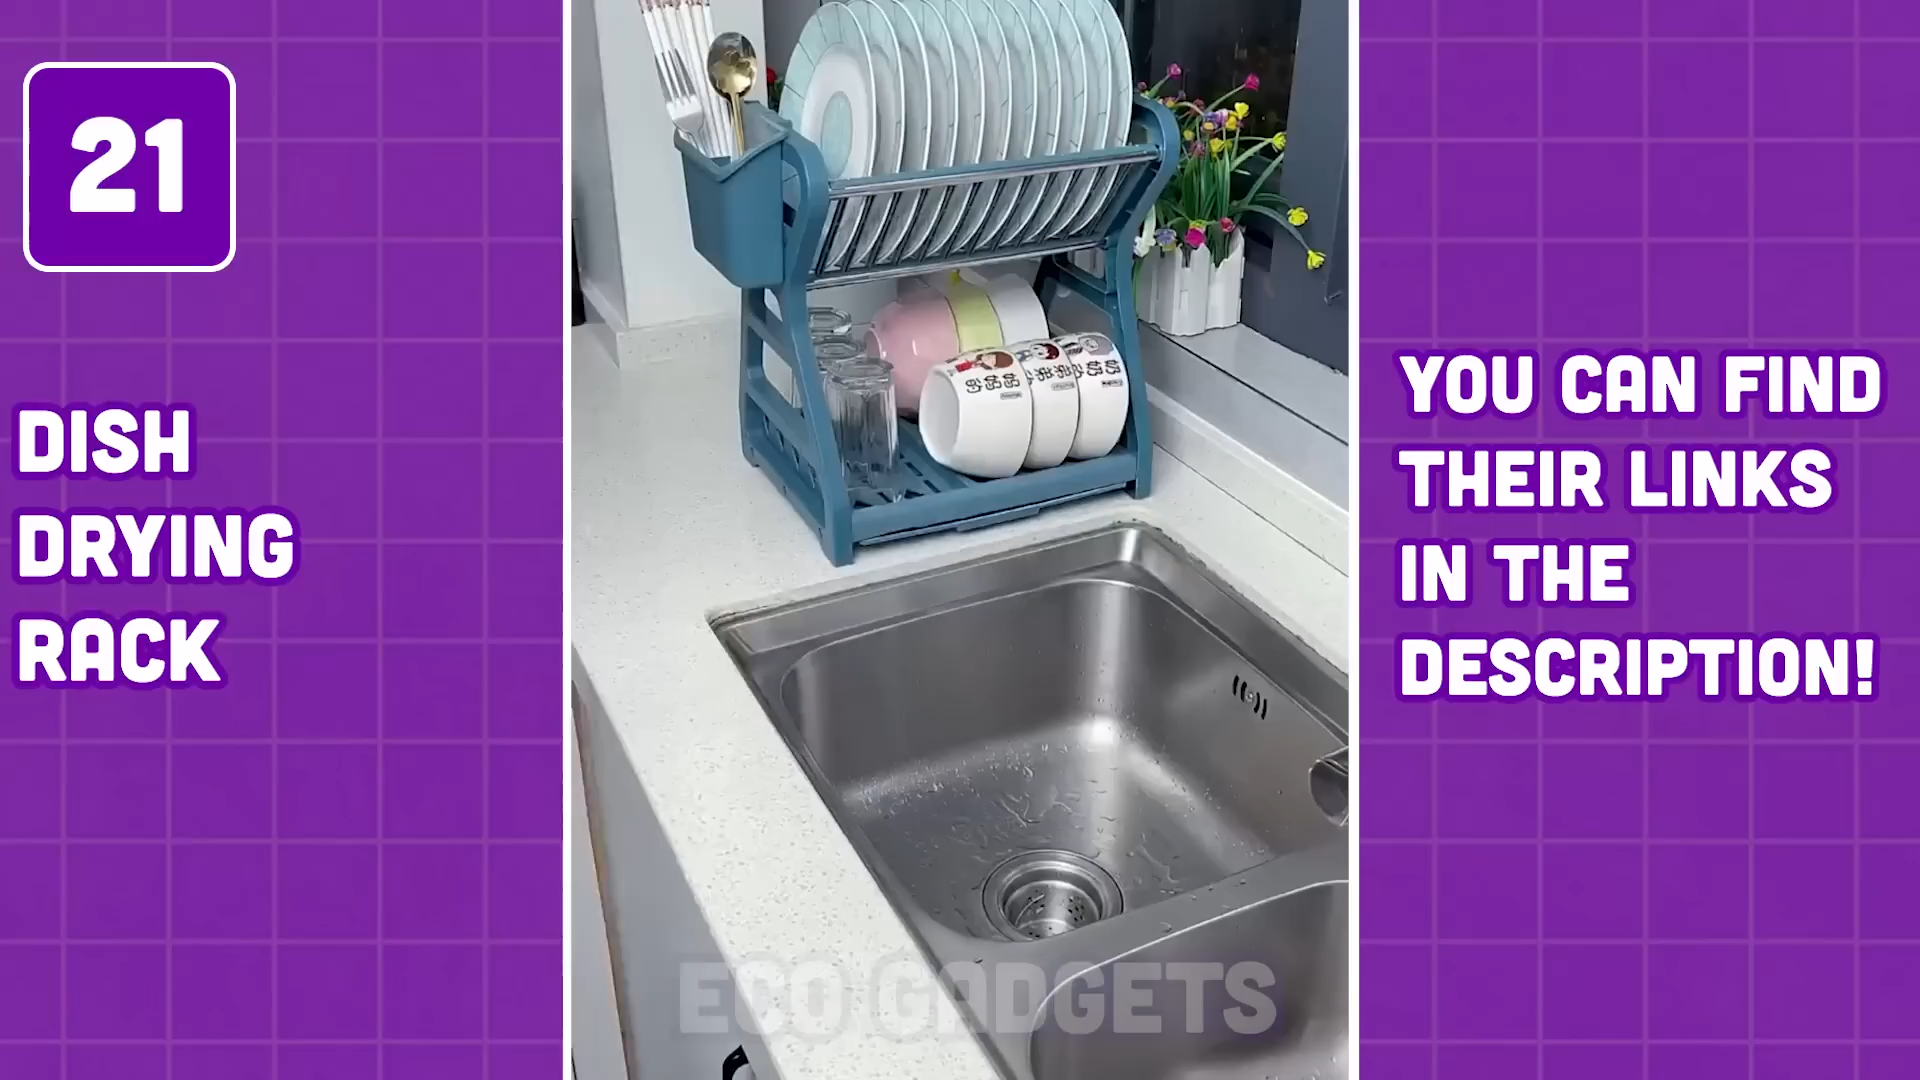 21
DISH
DRYING
RACK
YOU CAN FIND
THEIR LINKS
IN THE
DESCRIPTION!
ECO GADGETS